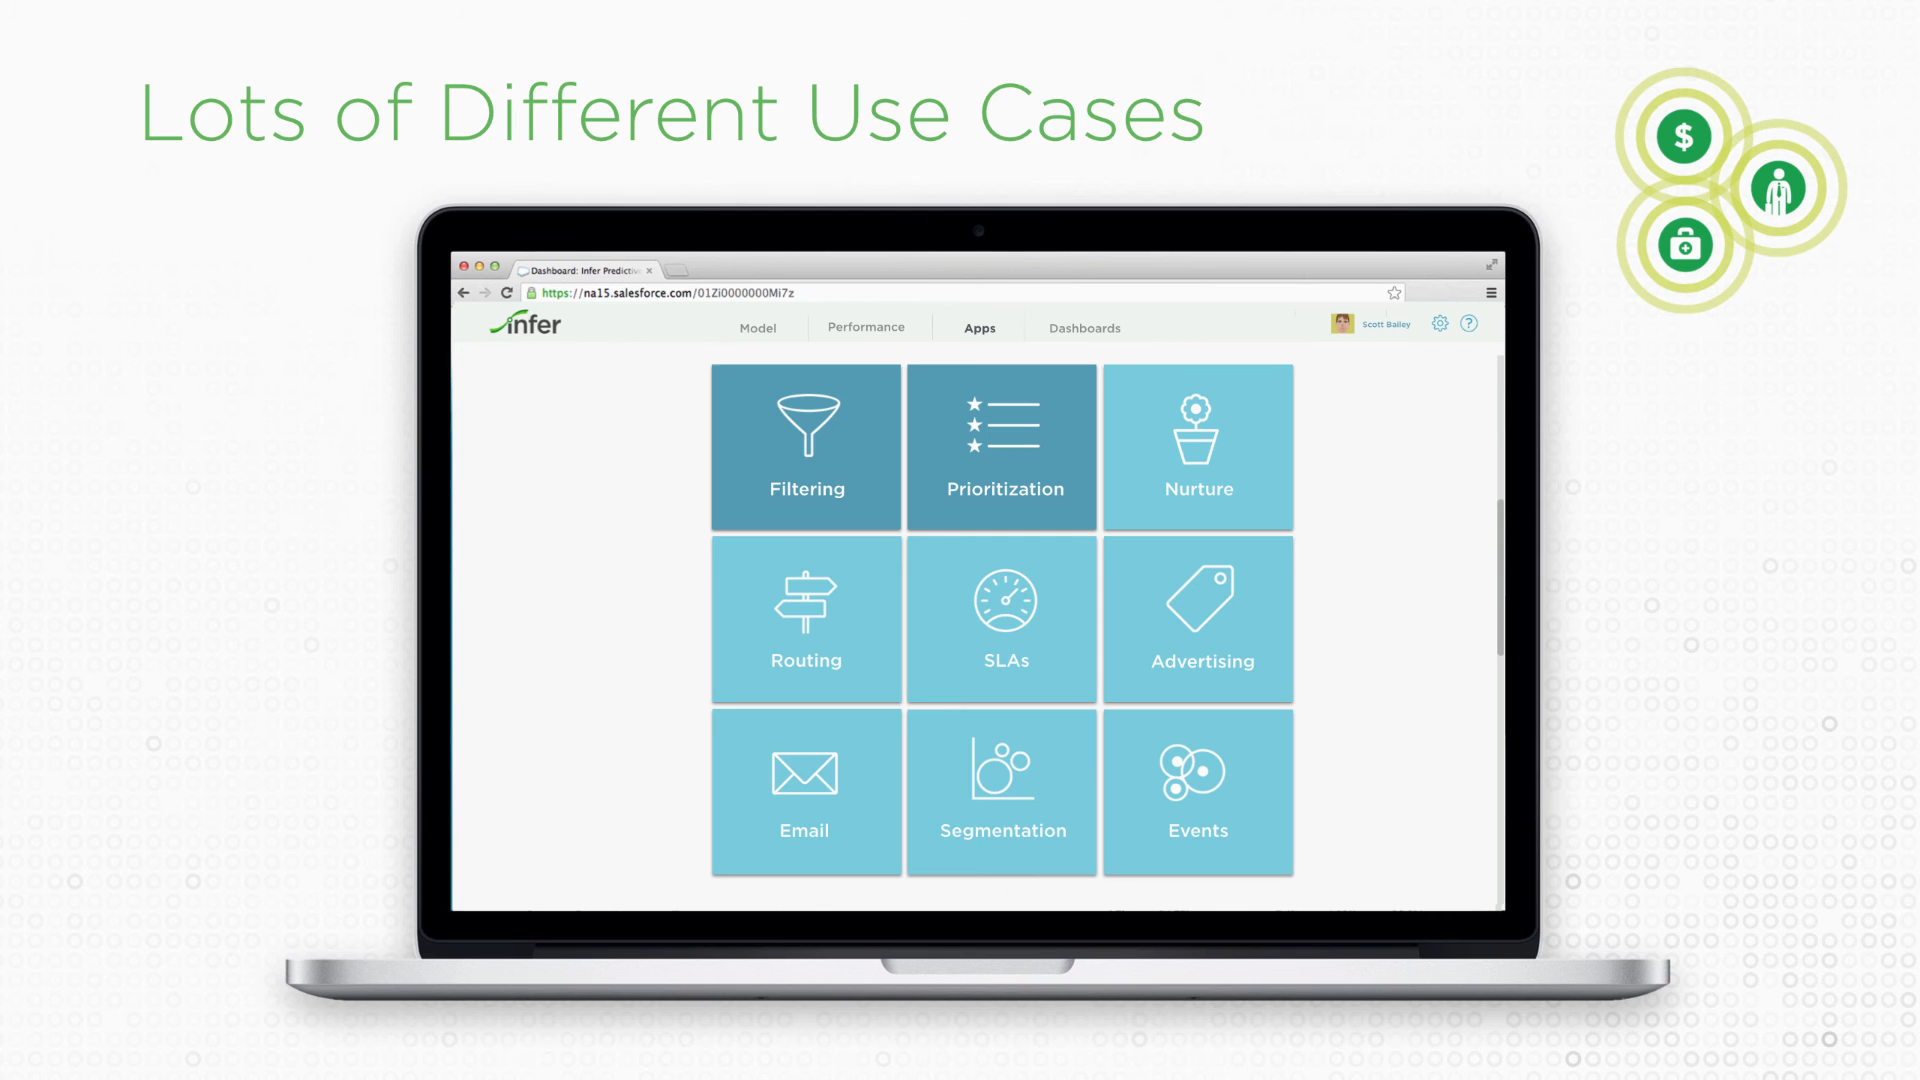 Lots of Different Use Cases
$
Dashboard: Infer Predictiv
https://na15.salesforce.com/01Zi0000000Mi7z
infer
Model Performance Apps Dashboards
Scott Bailey
?
Filtering Prioritization Nurture
Routing SLAs Advertising
Email Segmentation Events